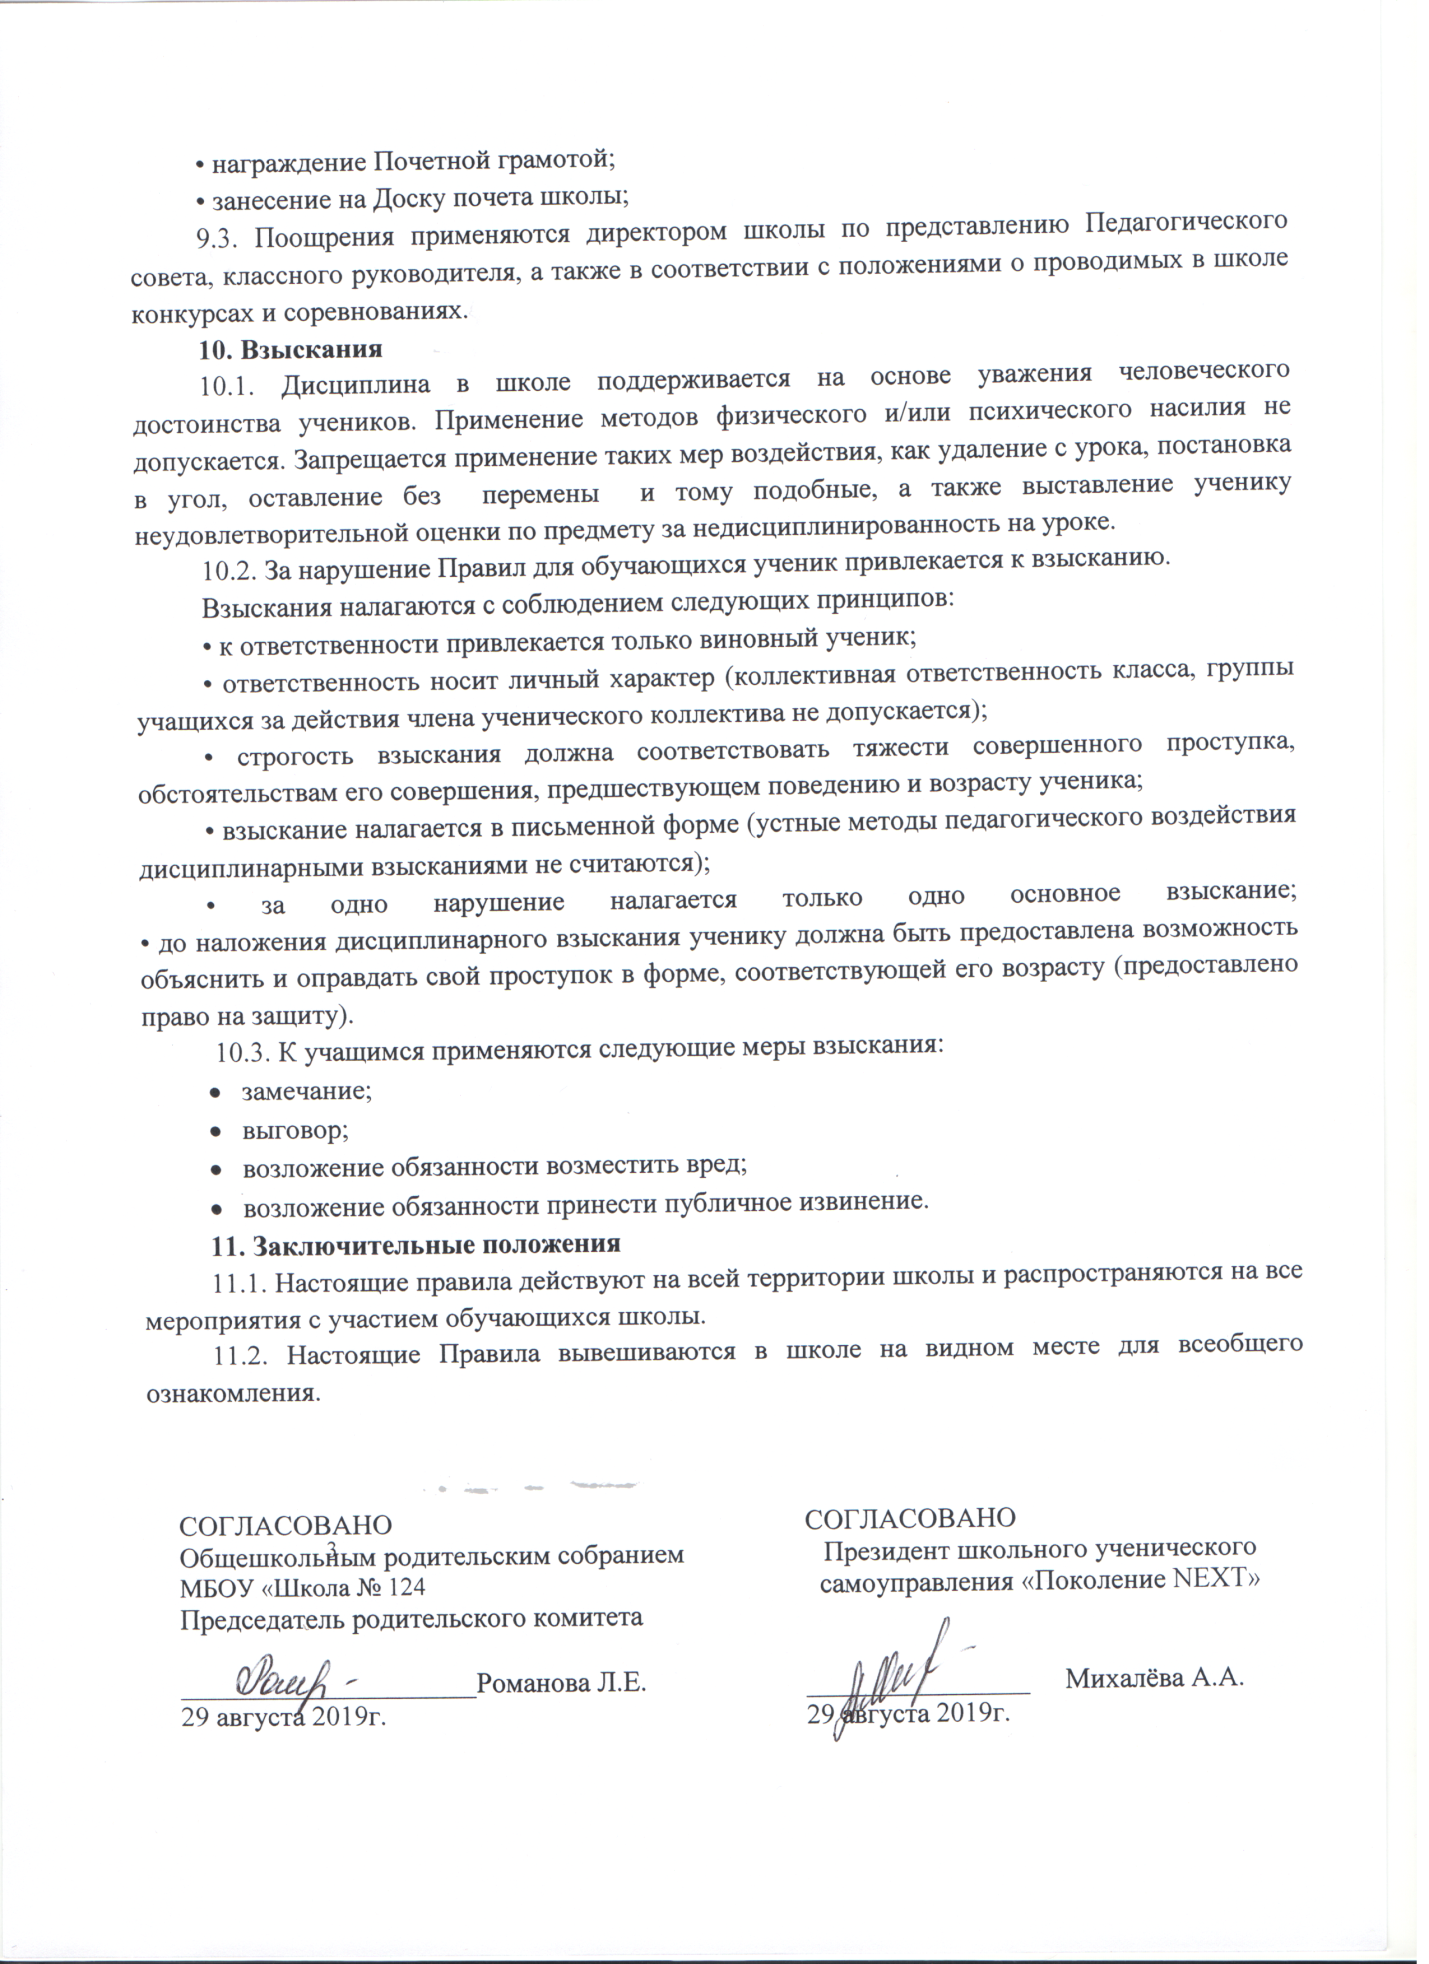 • награждение Почетной грамотой;
• занесение на Доску почета школы;
9.3. Поощрения применяются директором школы по представлению Педагогического
совета, классного руководителя, а также в соответствии с положениями о проводимых в школе
конкурсах и соревнованиях.
10. Взыскания
10.1. Дисциплина в школе поддерживается на основе уважения человеческого
достоинства учеников. Применение методов физического и/или психического насилия не
допускается. Запрещается применение таких мер воздействия, как удаление с урока, постановка
в угол, оставление без перемены и тому подобные, а также выставление ученику
неудовлетворительной оценки по предмету за недисциплинированность на уроке.
10.2. За нарушение Правил для обучающихся ученик привлекается к взысканию.
Взыскания налагаются с соблюдением следующих принципов:
• к ответственности привлекается только виновный ученик;
• ответственность носит личный характер (коллективная ответственность класса, группы
учащихся за действия члена ученического коллектива не допускается);
• строгость взыскания должна соответствовать тяжести совершенного проступка,
обстоятельствам его совершения, предшествующем поведению и возрасту ученика;
• взыскание налагается в письменной форме (устные методы педагогического воздействия
дисциплинарными взысканиями не считаются);
• за одно нарушение налагается только одно основное взыскание;
• до наложения дисциплинарного взыскания ученику должна быть предоставлена возможность
объяснить и оправдать свой проступок в форме, соответствующей его возрасту (предоставлено
право на защиту).
10.3. К учащимся применяются следующие меры взыскания:
• замечание;
• выговор;
• возложение обязанности возместить вред;
• возложение обязанности принести публичное извинение.
11. Заключительные положения
11.1. Настоящие правила действуют на всей территории школы и распространяются на все
мероприятия с участием обучающихся школы.
11.2. Настоящие Правила вывешиваются в школе на видном месте для всеобщего
ознакомления.
СОГЛАСОВАНО
3
Общешкольным родительским собранием
МБОУ «Школа № 124
Председатель родительского комитета
Романова Л.Е.
29 августа 2019г.
СОГЛАСОВАНО
Президент школьного ученического
самоуправления «Поколение NEXT»
Михалёва А.А.
29 августа 2019г.